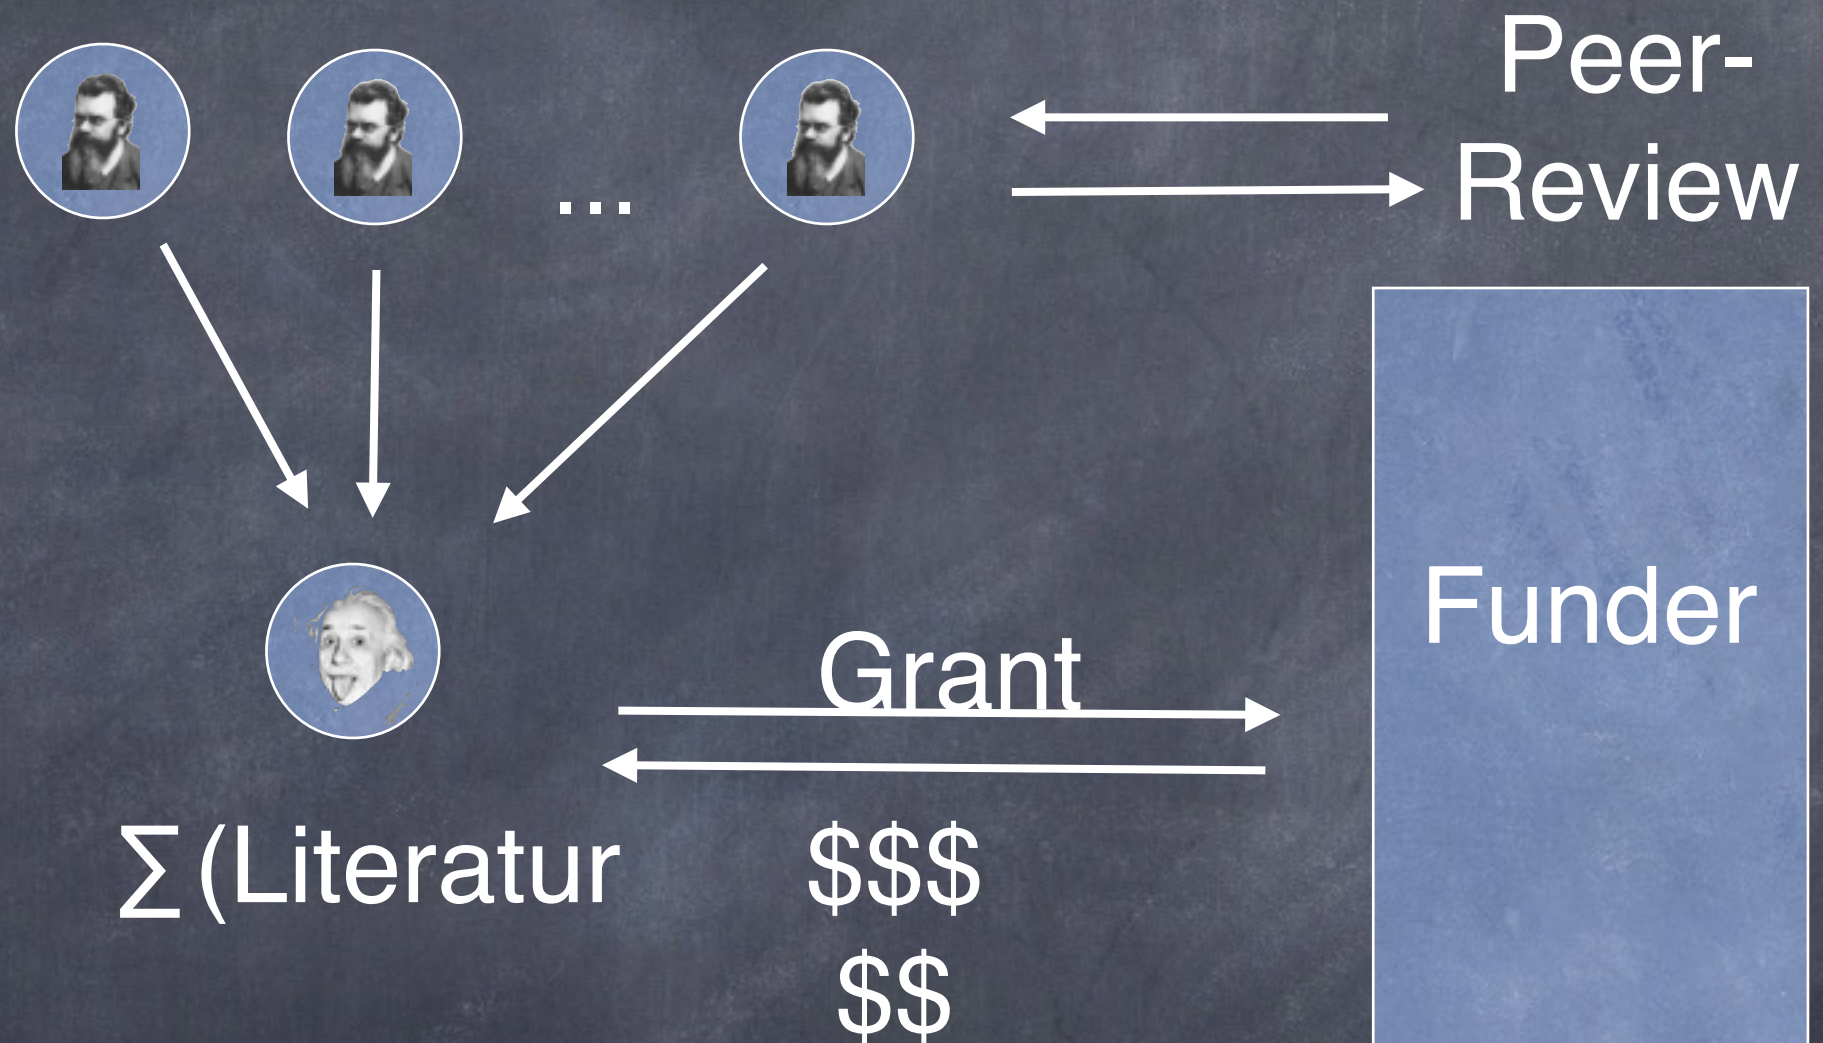 Peer-
Review
...
Funder
Grant
∑(Literatur
$$$
$$